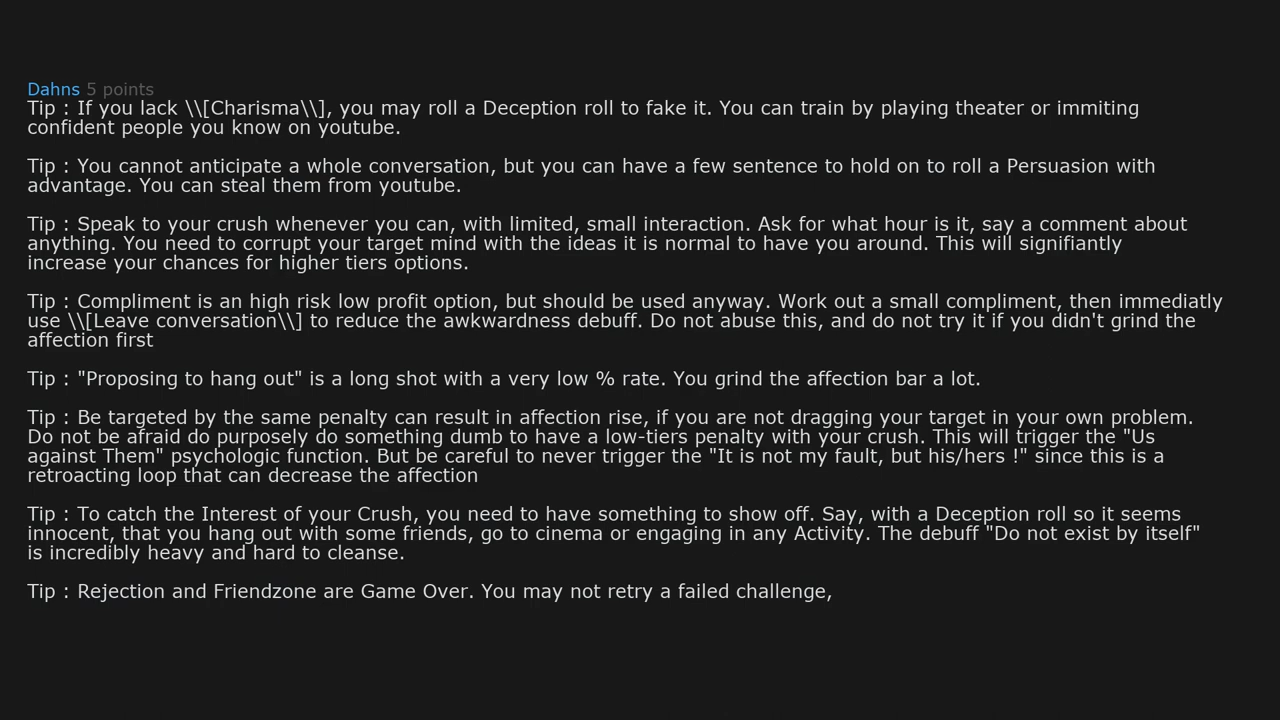 Dahns 5 points
Tip : If you lack \\[Charisma\\], you may roll a Deception roll to fake it. You can train by playing theater or immiting
confident people you know on youtube.
Tip : You cannot anticipate a whole conversation, but you can have a few sentence to hold on to roll a Persuasion with
advantage. You can steal them from youtube.
Tip : Speak to your crush whenever you can, with limited, small interaction. Ask for what hour is it, say a comment about
anything. You need to corrupt your target mind with the ideas it is normal to have you around. This will signifiantly
increase your chances for higher tiers options.
Tip : Compliment is an high risk low profit option, but should be used anyway. Work out a small compliment, then immediatly
use \\[Leave conversation\\] to reduce the awkwardness debuff. Do not abuse this, and do not try it if you didn't grind the
affection first
Tip : "Proposing to hang out" is a long shot with a very low % rate. You grind the affection bar a lot.
Tip : Be targeted by the same penalty can result in affection rise, if you are not dragging your target in your own problem.
Do not be afraid do purposely do something dumb to have a low-tiers penalty with your crush. This will trigger the "Us
against Them" psychologic function. But be careful to never trigger the "It is not my fault, but his/hers !" since this is a
retroacting loop that can decrease the affection
Tip : To catch the Interest of your Crush, you need to have something to show off. Say, with a Deception roll so it seems
innocent, that you hang out with some friends, go to cinema or engaging in any Activity. The debuff "Do not exist by itself"
is incredibly heavy and hard to cleanse.
Tip : Rejection and Friendzone are Game Over. You may not retry a failed challenge,